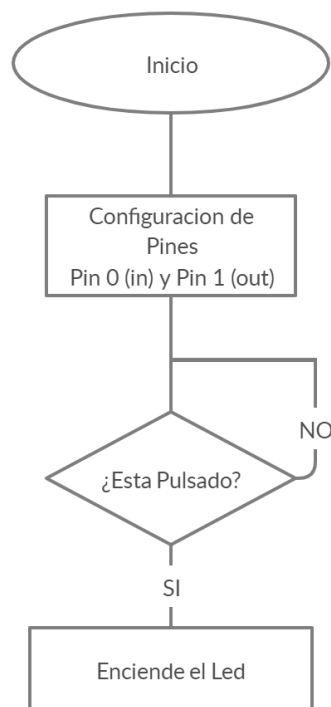 Inicio
Configuracion de
Pines
Pin 0 (in) y Pin 1 (out)
NO
¿Esta Pulsado?
SI
Enciende el Led